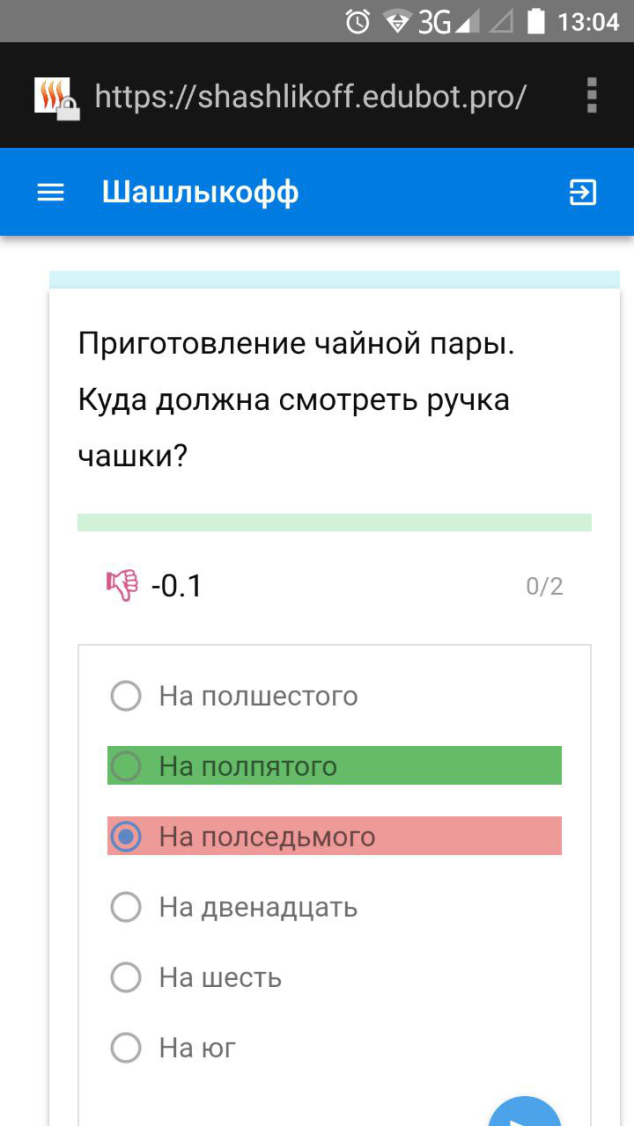 3G 13:04
https://shashlikoff.edubot.pro/
Шашлыкофф
Приготовление чайной пары.
Куда должна смотреть ручка
чашки?
-0.1 0/2
На полшестого
На полпятого
На полседьмого
На двенадцать
На шесть
На юг